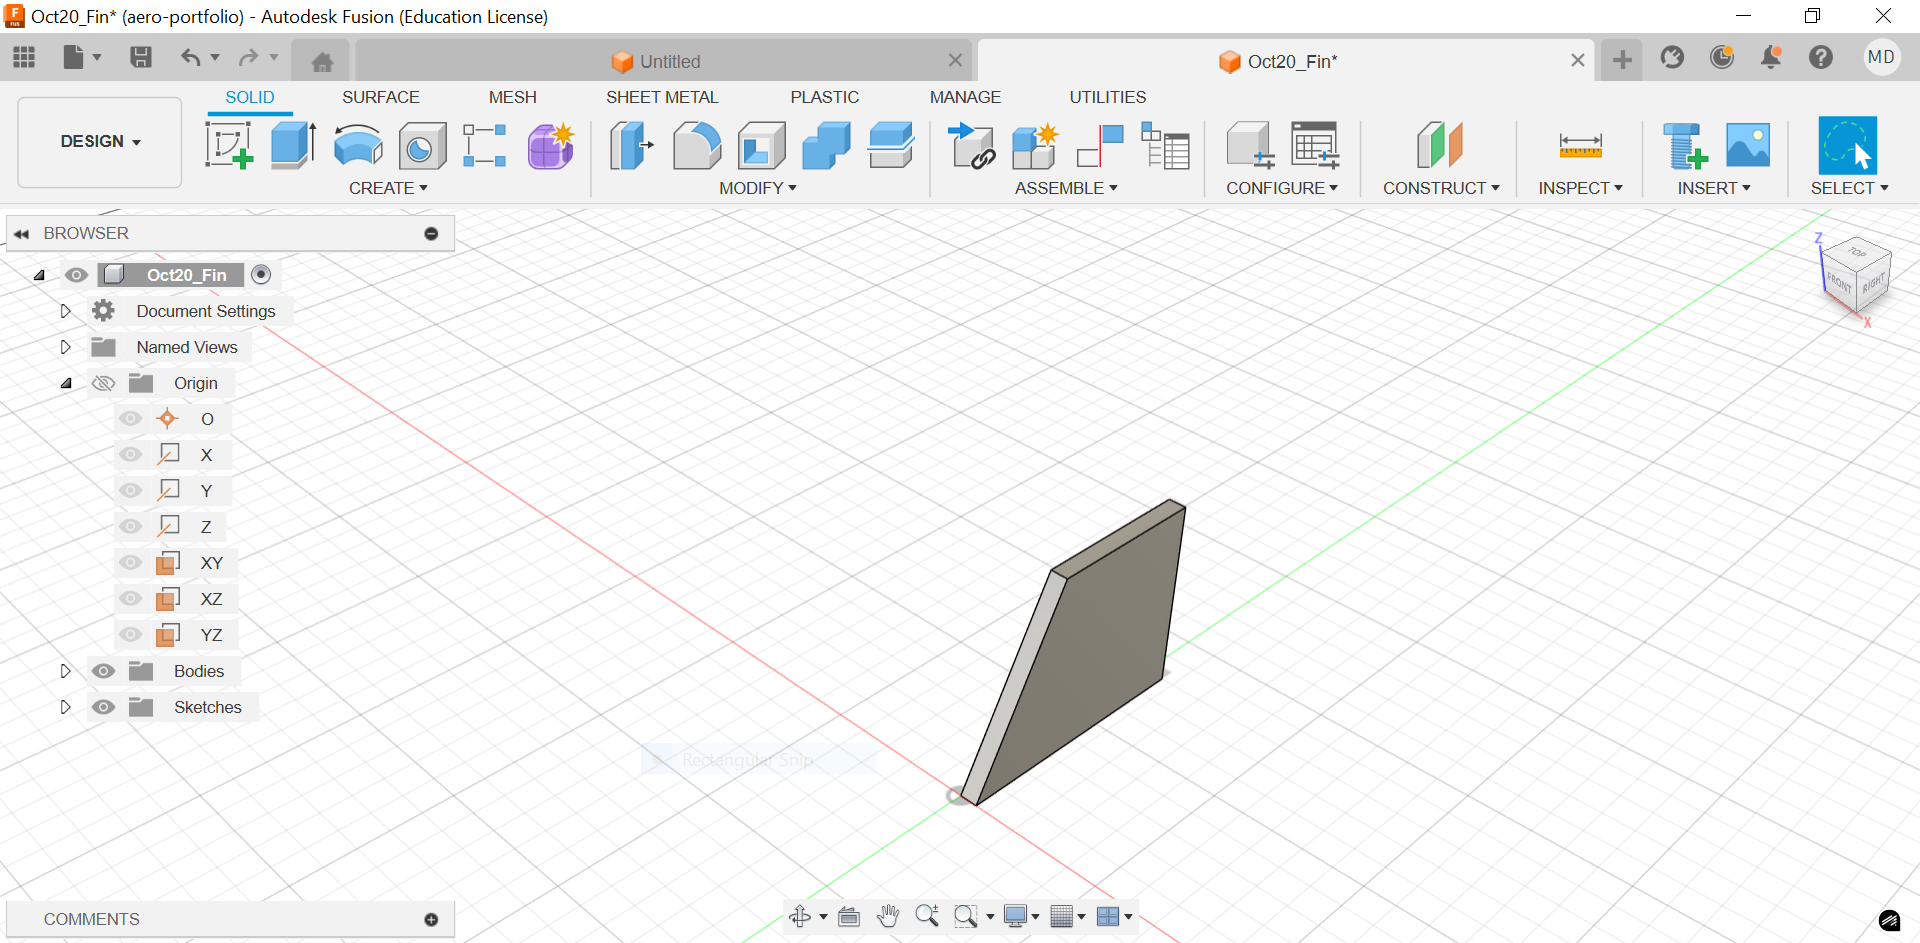 Oct20_Fin* (aero-portfolio) - Autodesk Fusion (Education License)
Untitled
Oct20_Fin*
MD
DESIGN
SOLID SURFACE MESH SHEET METAL PLASTIC MANAGE UTILITIES
CREATE MODIFY ASSEMBLE CONFIGURE CONSTRUCT INSPECT INSERT SELECT
BROWSER
Oct20_Fin
Document Settings
Named Views
Origin
O
X
Y
Z
XY
XZ
YZ
Bodies
Sketches
Z
TOP
FRONT
RIGHT
X
Rectangular Snip
COMMENTS